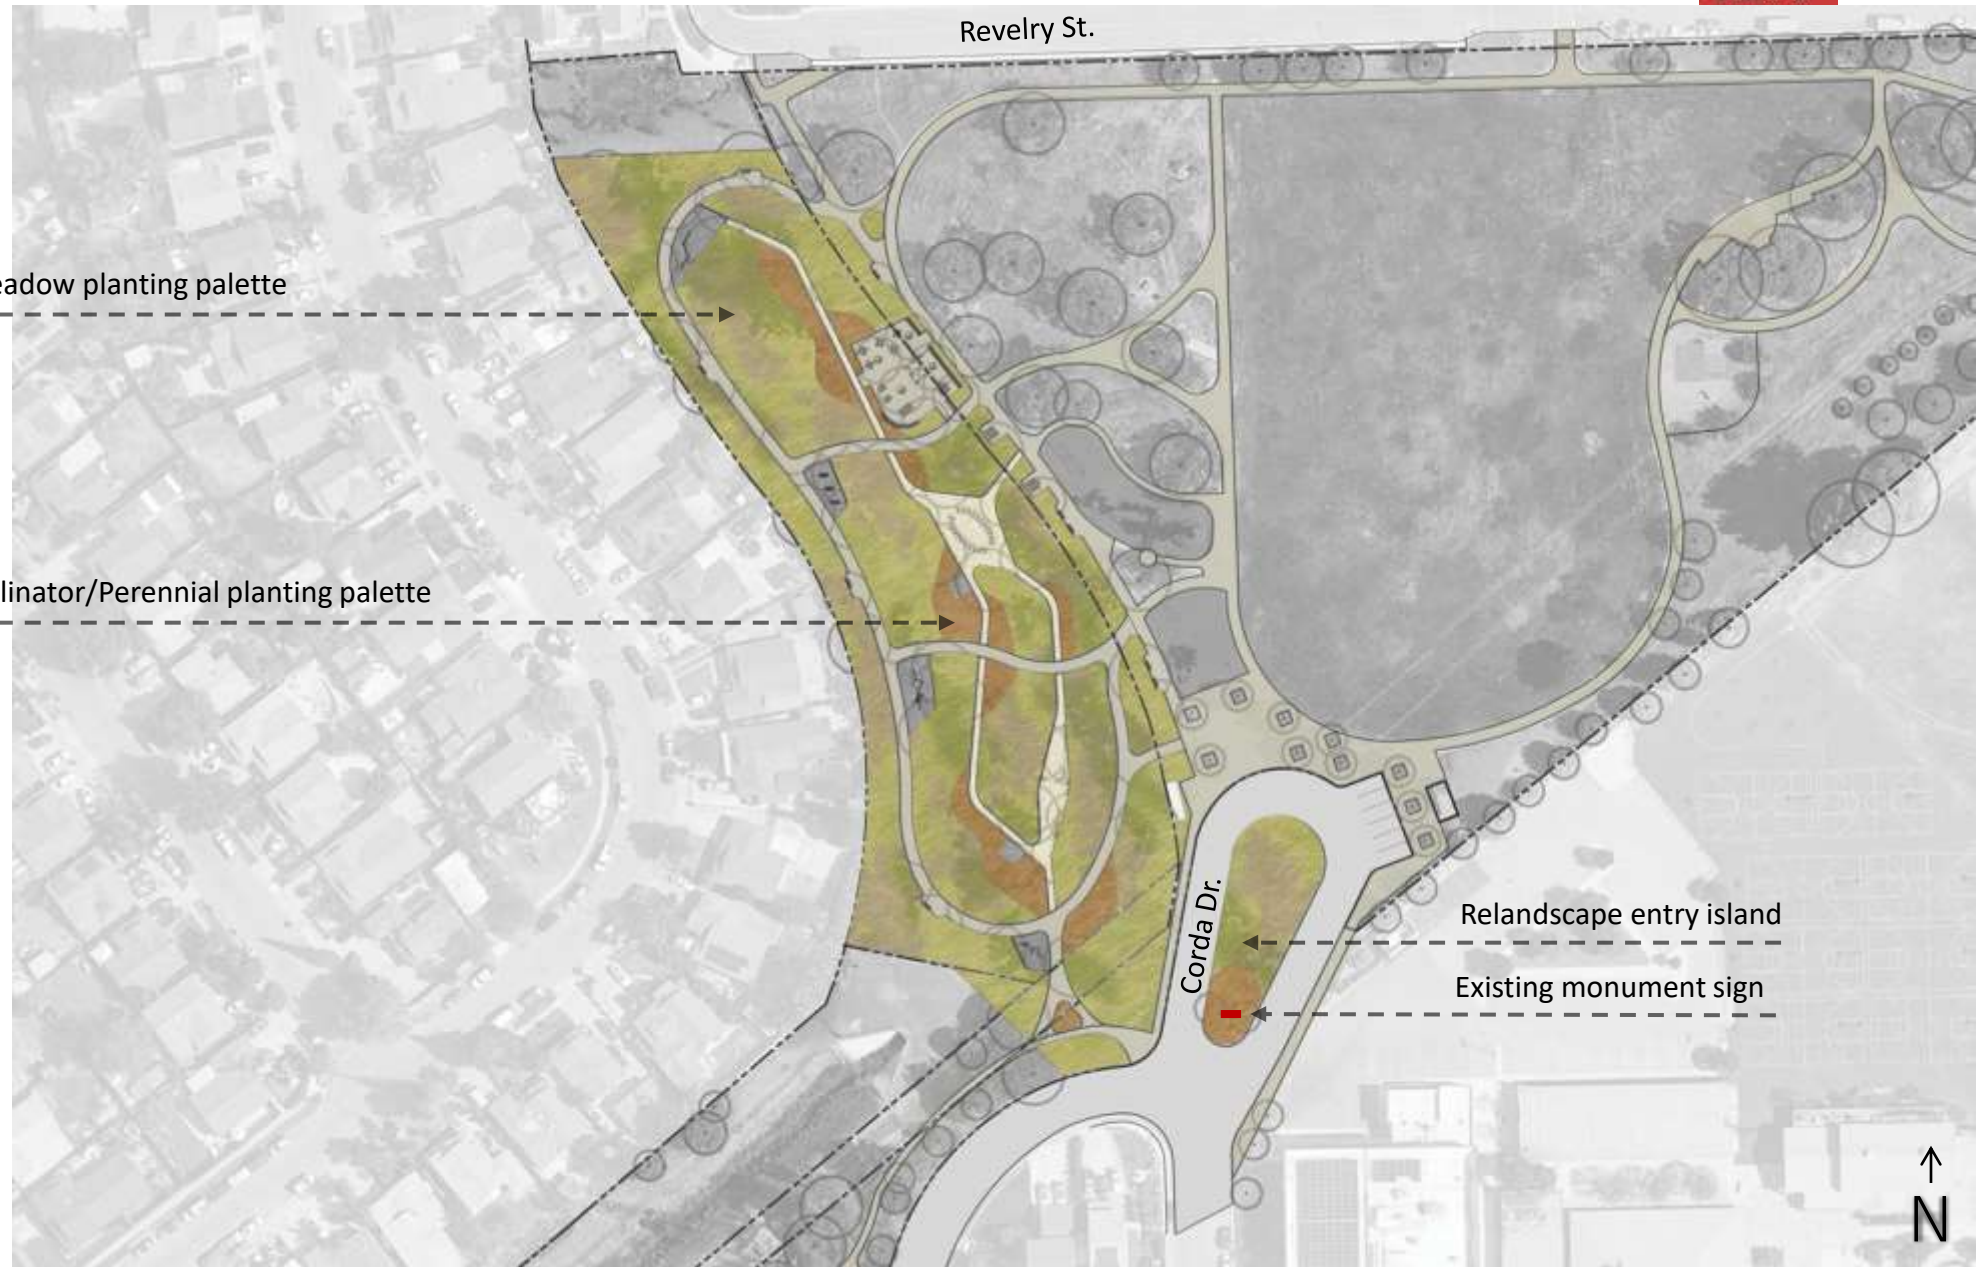 Revelry St.
eadow planting palette
linator/Perennial planting palette
Relandscape entry island
Corda Dr.
Existing monument sign
N